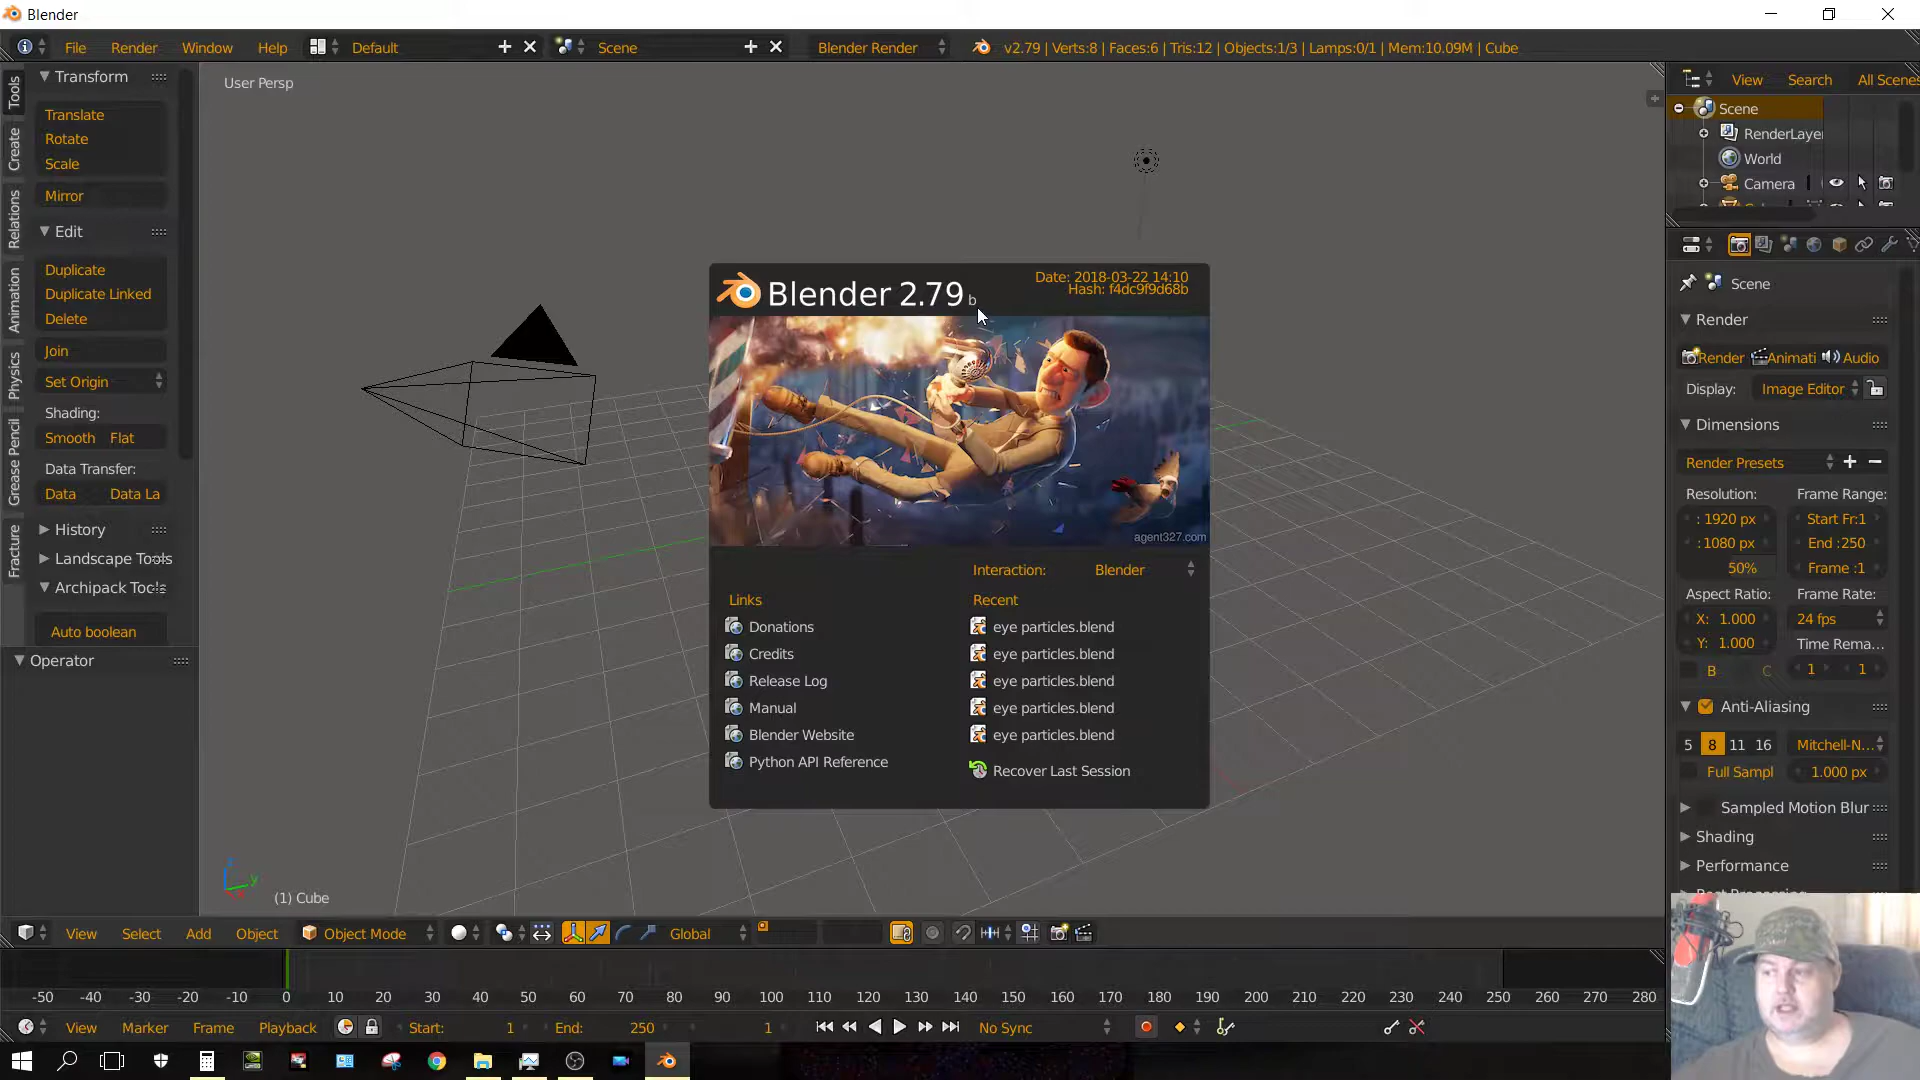 Blender
File Render Window Help Default Scene Blender Render v2.79 | Verts:8 | Faces:6 | Tris:12 | Objects:1/3 | Lamps:0/1 | Mem:10.09M | Cube
Tools
Create
Relations
Animation
Physics
Grease Pencil
Fracture
Transform
Translate
Rotate
Scale
Mirror
Edit
Duplicate
Duplicate Linked
Delete
Join
Set Origin
Shading:
Smooth Flat
Data Transfer:
Data Data La
History
Landscape Tools
Archipack Tools
Auto boolean
Operator
User Persp
Blender 2.79 b
Date: 2018-03-22 14:10
Hash: f4dc9f9d68b
agent327.com
Interaction: Blender
Links
Donations
Credits
Release Log
Manual
Blender Website
Python API Reference
Recent
eye particles.blend
eye particles.blend
eye particles.blend
eye particles.blend
eye particles.blend
Recover Last Session
z
y
(1) Cube
View Search All Scenes
Scene
RenderLayer
World
Camera
Scene
Render
Render Animati Audio
Display: Image Editor
Dimensions
Render Presets
Resolution: Frame Range:
: 1920 px Start Fr:1
:1080 px End :250
50% Frame :1
Aspect Ratio: Frame Rate:
X: 1.000 24 fps
Y: 1.000 Time Rema...
B C 1 1
Anti-Aliasing
5 8 11 16 Mitchell-N...
Full Sampl 1.000 px
Sampled Motion Blur
Shading
Performance
View Select Add Object Object Mode Global
-50 -40 -30 -20 -10 0 10 20 30 40 50 60 70 80 90 100 110 120 130 140 150 160 170 180 190 200 210 220 230 240 250 260 270 280
View Marker Frame Playback Start: 1 End: 250 1 No Sync